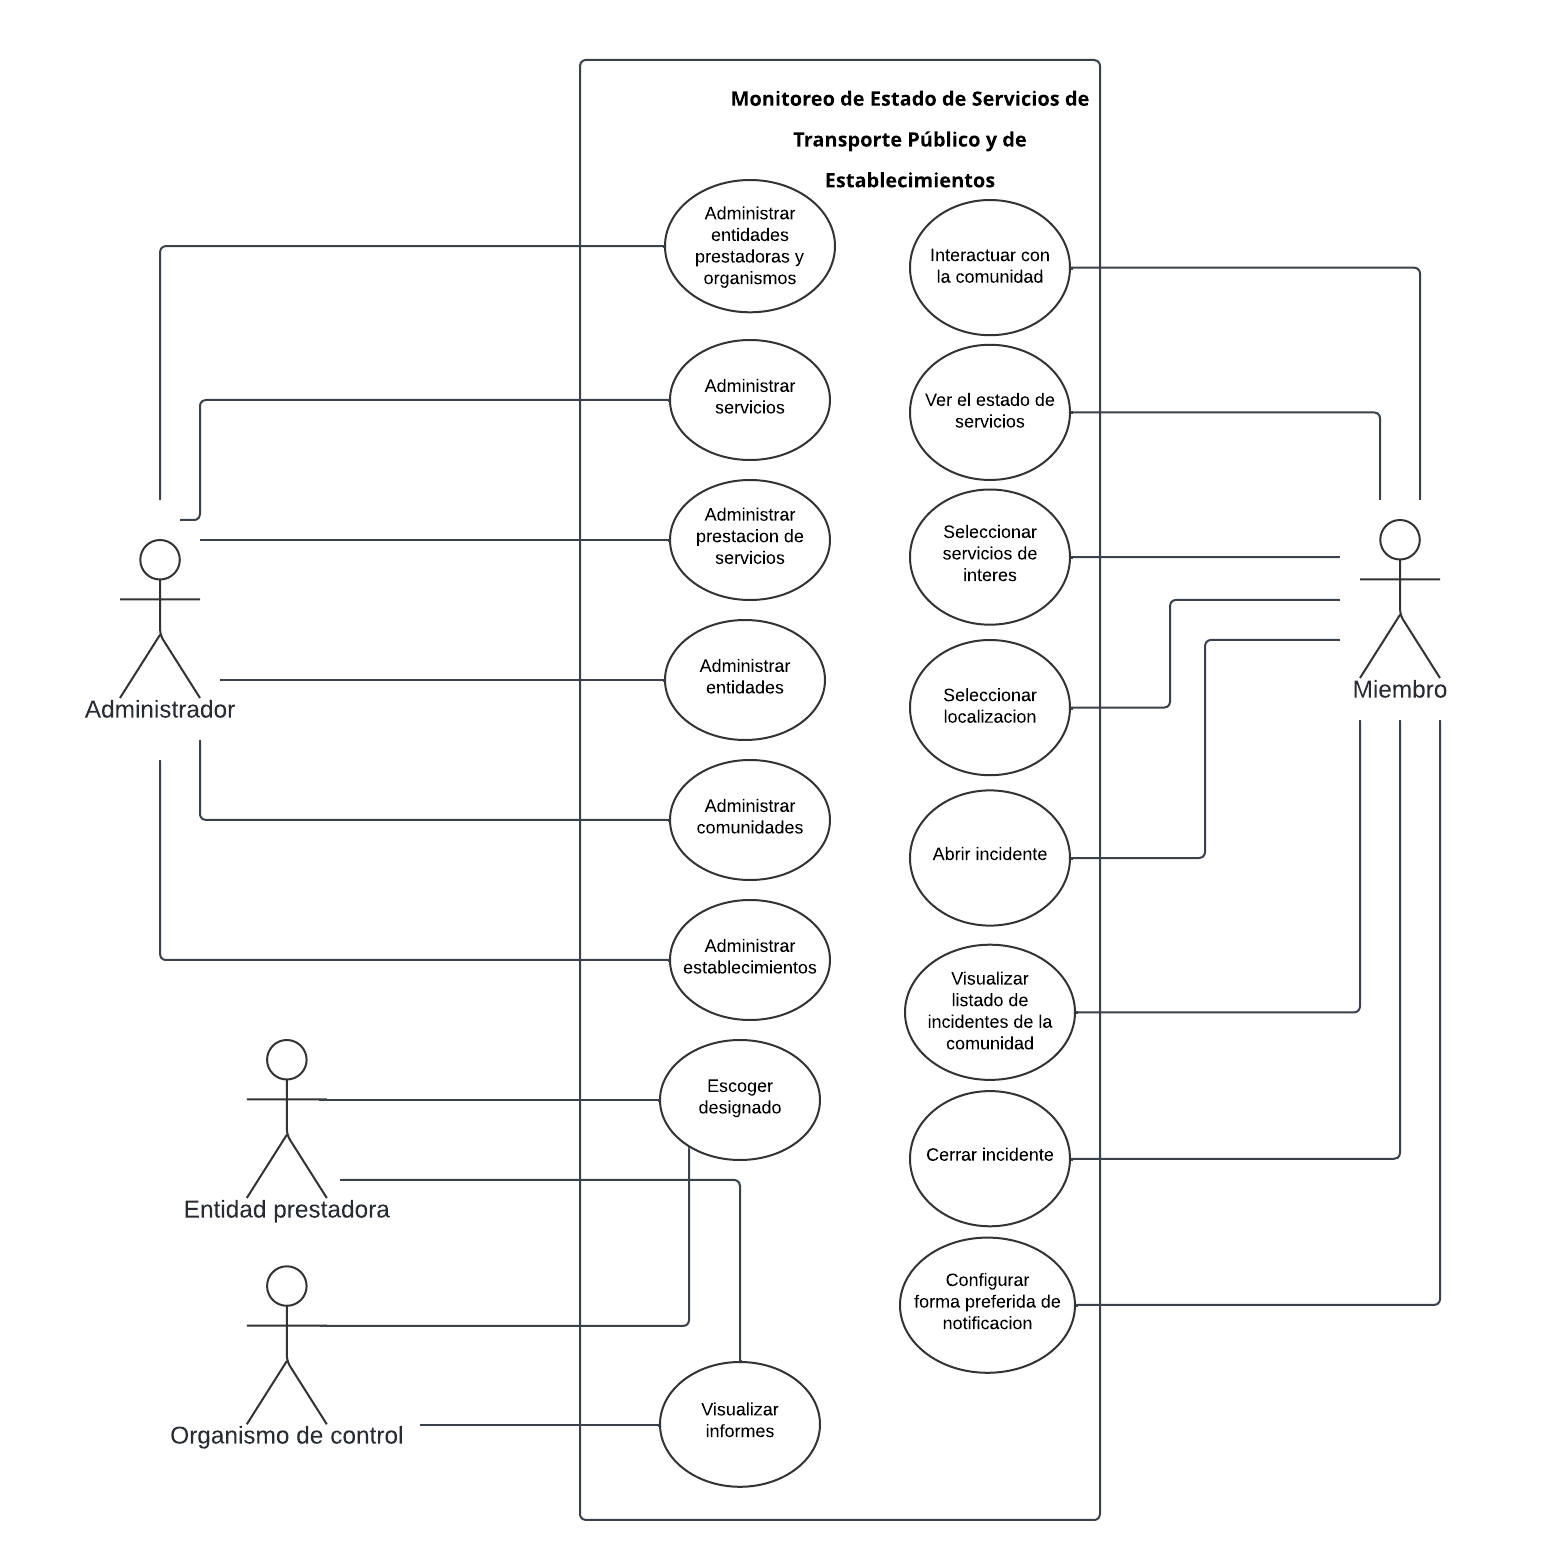 Monitoreo de Estado de Servicios de
Transporte Público y de
Establecimientos
Administrar
entidades
prestadoras y
organismos
Administrar
servicios
Administrar
prestacion de
servicios
Administrar
entidades
Administrar
comunidades
Administrar
establecimientos
Escoger
designado
Visualizar
informes
Interactuar con
la comunidad
Ver el estado de
servicios
Seleccionar
servicios de
interes
Seleccionar
localizacion
Abrir incidente
Visualizar
listado de
incidentes de la
comunidad
Cerrar incidente
Configurar
forma preferida de
notificacion
Administrador
Entidad prestadora
Organismo de control
Miembro